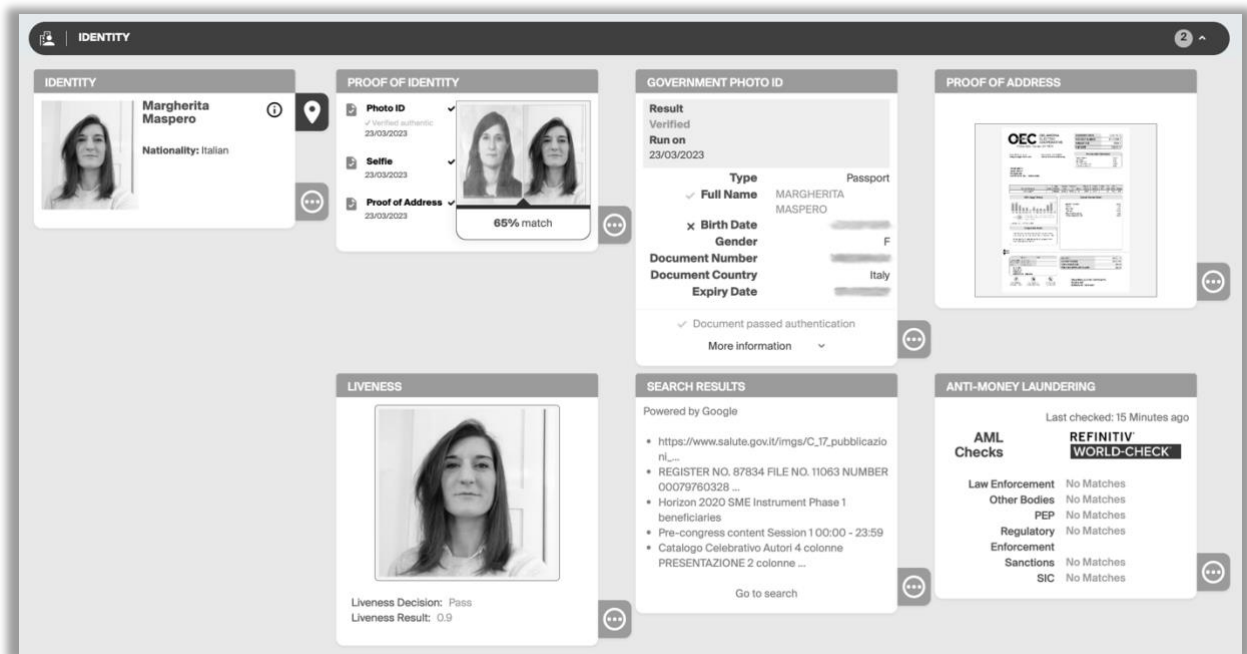 IDENTITY
2
IDENTITY
Margherita
Maspero
Nationality: Italian
PROOF OF IDENTITY
Photo ID
Verified authentic
23/03/2023
Selfie
23/03/2023
Proof of Address
23/03/2023
65% match
GOVERNMENT PHOTO ID
Result
Verified
Run on
23/03/2023
Type Passport
Full Name MARGHERITA
MASPERO
Birth Date
Gender F
Document Number
Document Country Italy
Expiry Date
Document passed authentication
More information
PROOF OF ADDRESS
OEC
LIVENESS
Liveness Decision: Pass
Liveness Result: 0.9
SEARCH RESULTS
Powered by Google
• https://www.salute.gov.it/imgs/C_17_pubblicazio
ni_...
• REGISTER NO. 87834 FILE NO. 11063 NUMBER
00079760328 ...
• Horizon 2020 SME Instrument Phase 1
beneficiaries
• Pre-congress content Session 1 00:00 - 23:59
• Catalogo Celebrativo Autori 4 colonne
PRESENTAZIONE 2 colonne ...
Go to search
ANTI-MONEY LAUNDERING
Last checked: 15 Minutes ago
AML
Checks
REFINITIV
WORLD-CHECK
Law Enforcement No Matches
Other Bodies No Matches
PEP No Matches
Regulatory No Matches
Enforcement
Sanctions No Matches
SIC No Matches